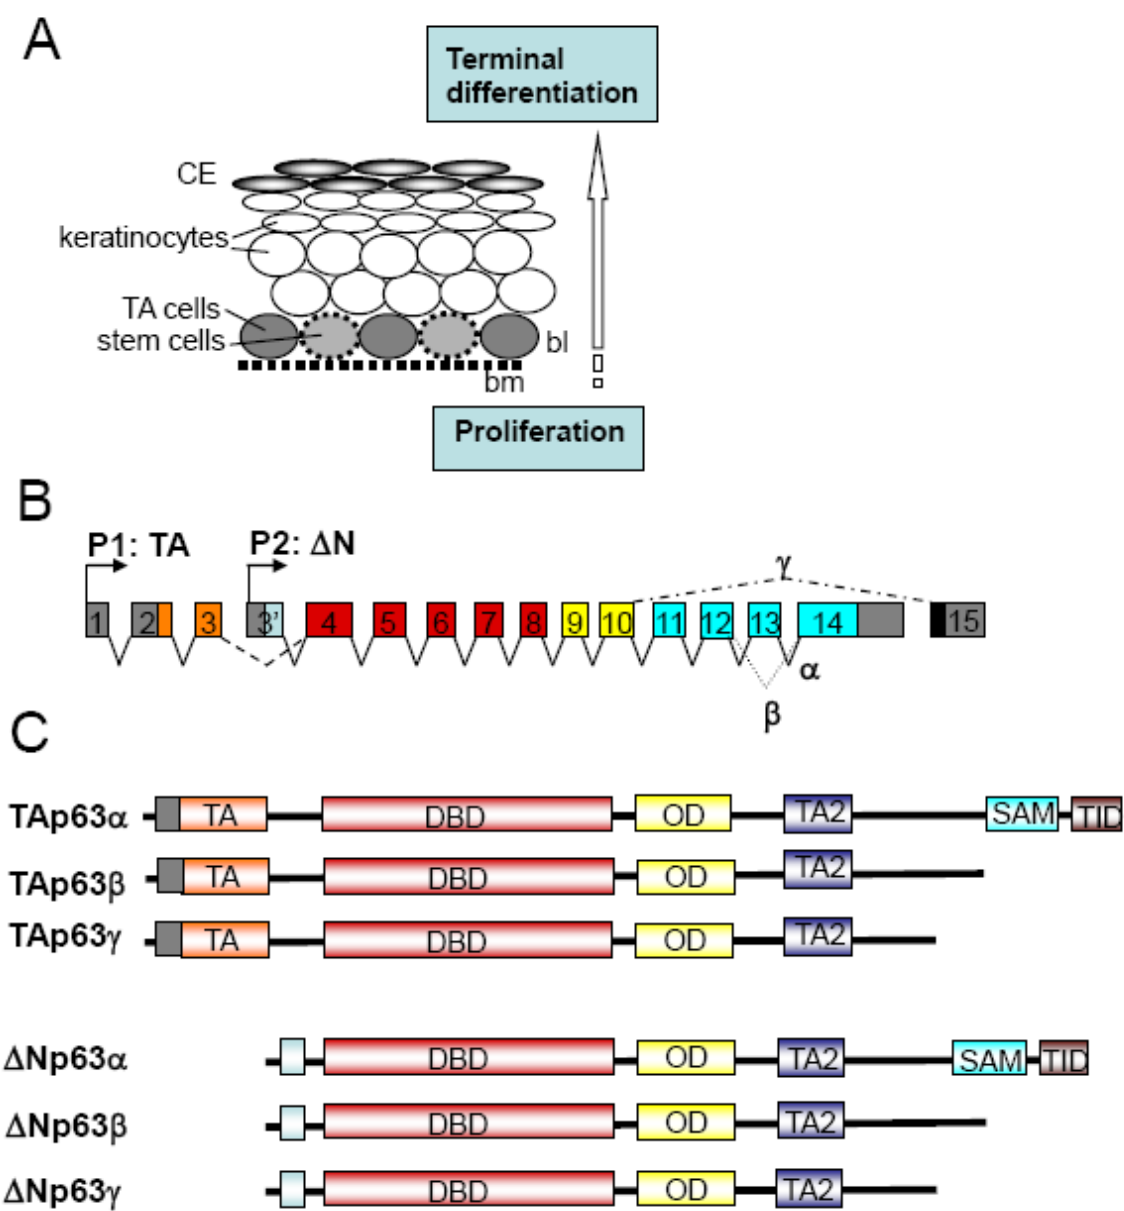 A
Terminal
differentiation
CE
keratinocytes
TA cells
stem cells
bl
bm
Proliferation
B
P1: TA
P2: ΔN
γ
1 2 3 3' 4 5 6 7 8 9 10 11 12 13 14 15
α
β
C
TAp63α TA DBD OD TA2 SAM TID
TAp63β TA DBD OD TA2
TAp63γ TA DBD OD TA2
ΔNp63α DBD OD TA2 SAM TID
ΔNp63β DBD OD TA2
ΔNp63γ DBD OD TA2